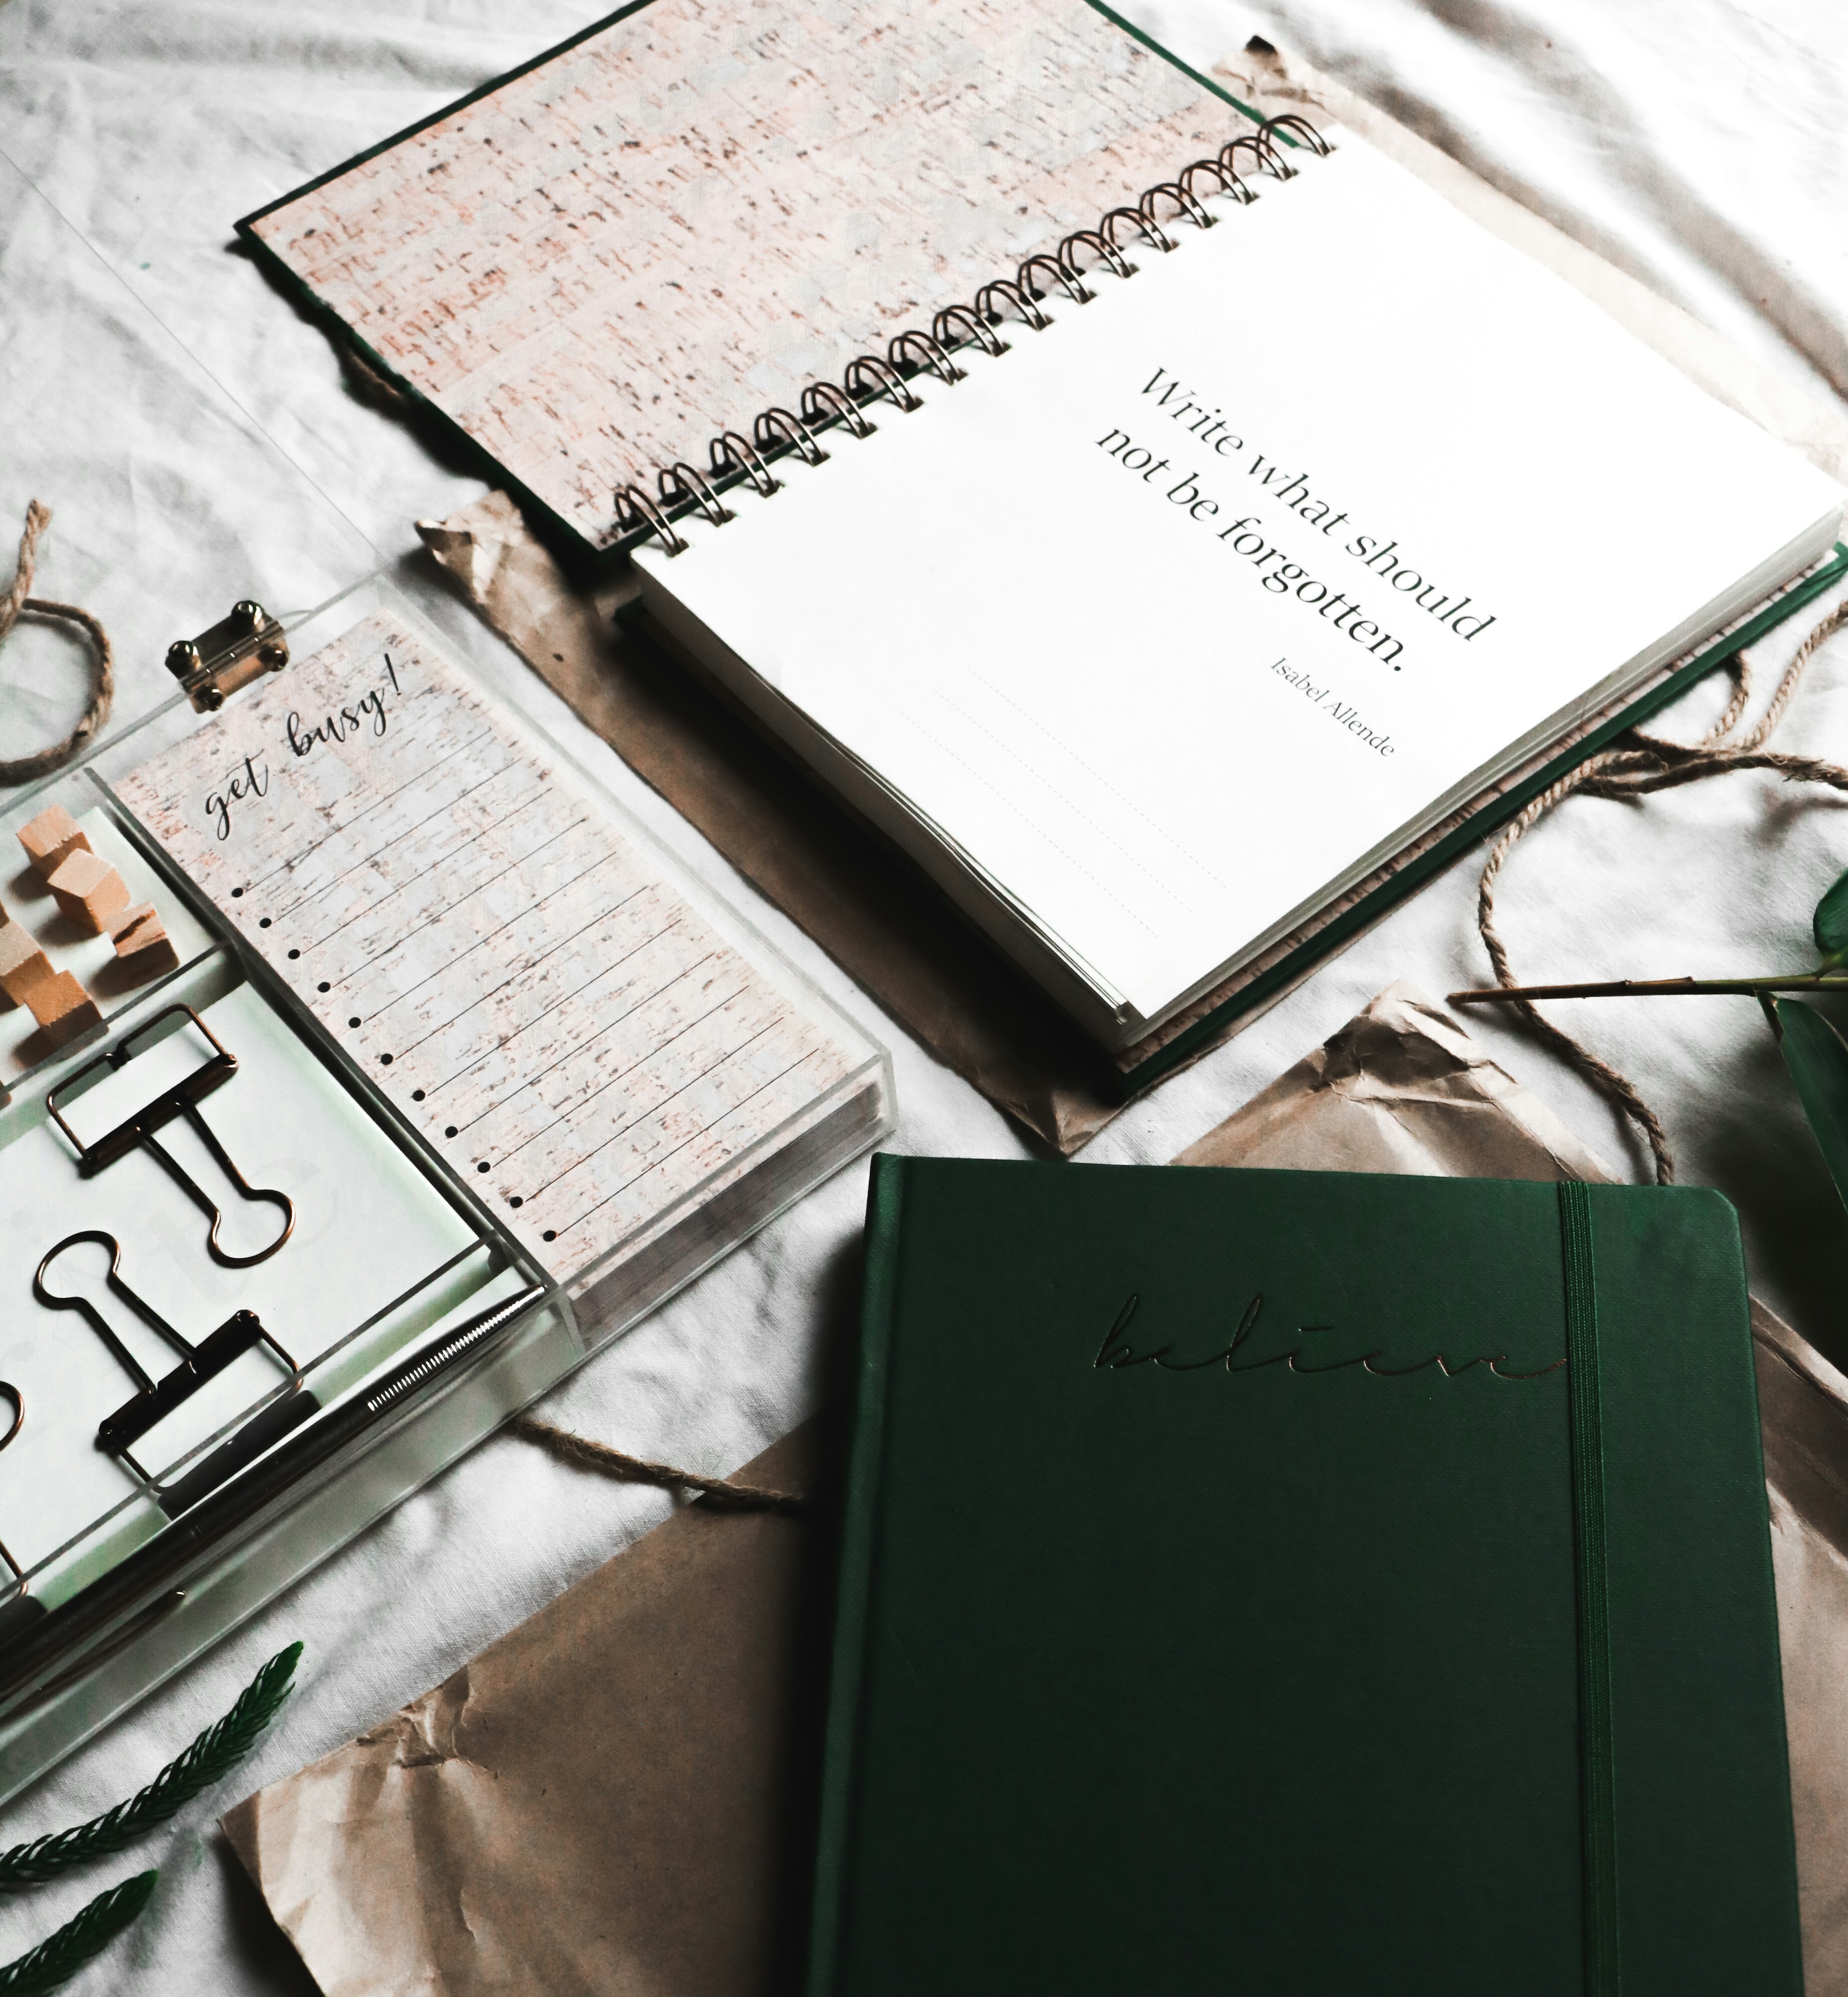 Write what should
not be forgotten.
Isabel Allende
get busy!
believe